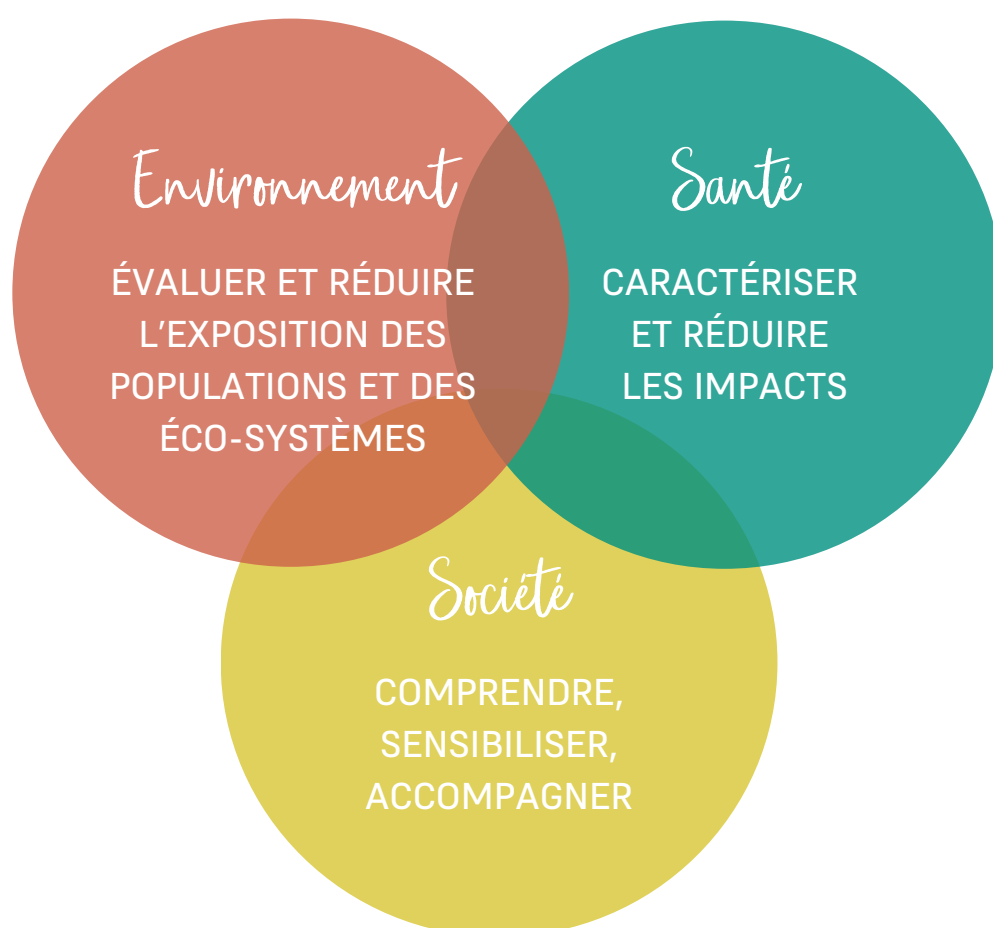 Environnement
ÉVALUER ET RÉDUIRE
L'EXPOSITION DES
POPULATIONS ET DES
ÉCO-SYSTÈMES
Santé
CARACTÉRISER
ET RÉDUIRE
LES IMPACTS
Société
COMPRENDRE,
SENSIBILISER,
ACCOMPAGNER